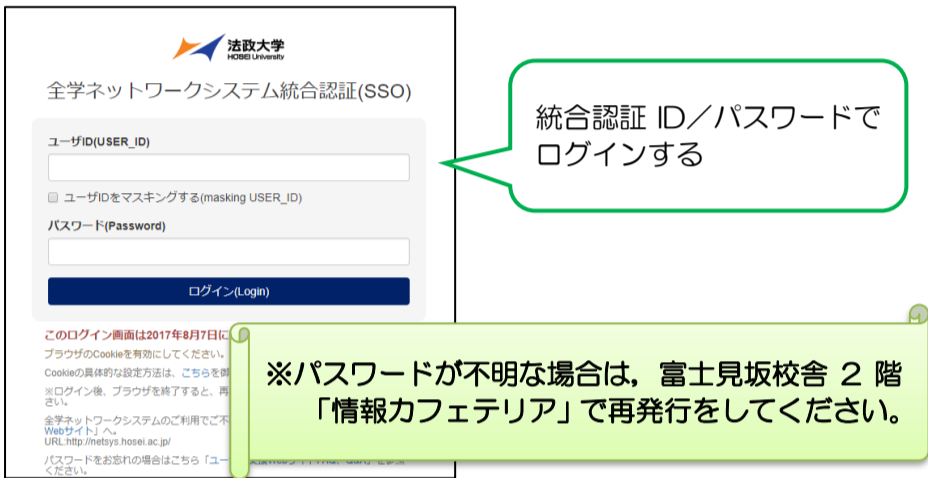 法政大学
HOSEI University
全学ネットワークシステム統合認証(SSO)
ユーザID(USER_ID)
ユーザIDをマスキングする(masking USER_ID)
パスワード(Password)
ログイン(Login)
統合認証 ID／パスワードで
ログインする
このログイン画面は2017年8月7日に
ブラウザのCookieを有効にしてください。
Cookieの具体的な設定方法は、こちらを御
※ログイン後、ブラウザを終了すると、再
さい。
全学ネットワークシステムのご利用でご不
Webサイト」へ。
URL:http://netsys.hosei.ac.jp/
パスワードをお忘れの場合はこちら「ユー
ください。
※パスワードが不明な場合は，富士見坂校舎 2 階
「情報カフェテリア」で再発行をしてください。